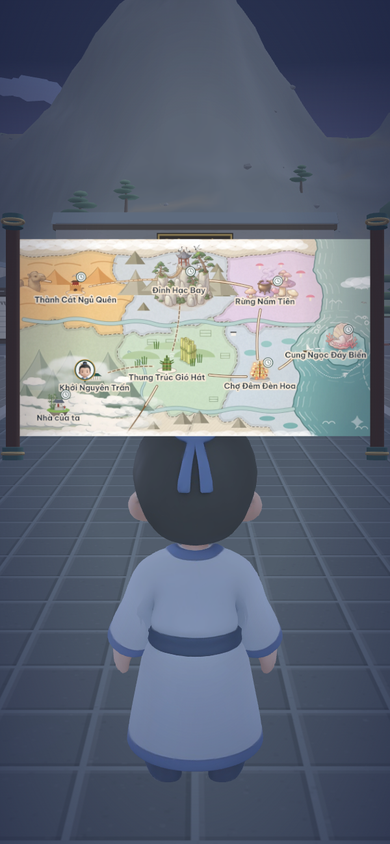 Đỉnh Hạc Bay
Thành Cát Ngủ Quên
Rừng Nấm Tiên
Cung Ngọc Đáy Biển
Thung Trúc Gió Hát
Khởi Nguyên Trấn
Chợ Đêm Đèn Hoa
Nhà của ta